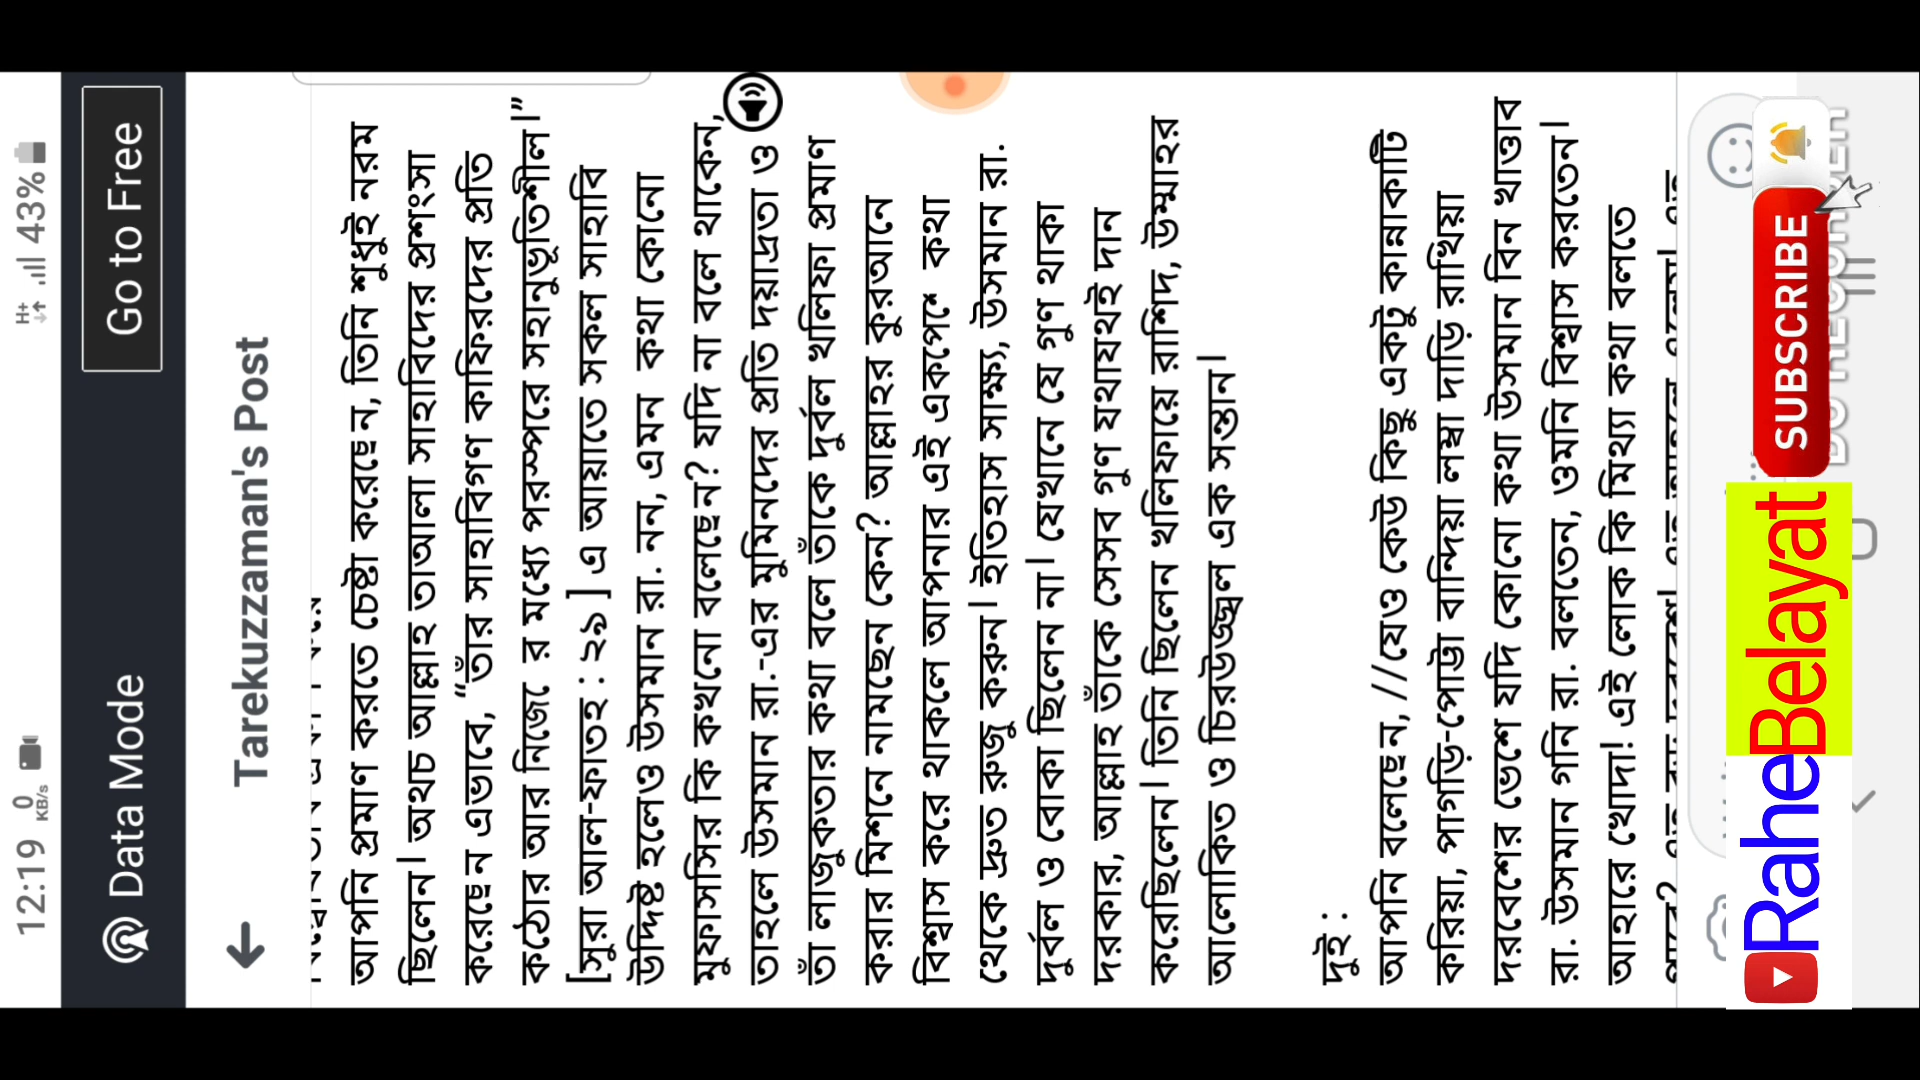 12:19 0 KB/s H+ 43%
Data Mode Go to Free
Tarekuzzaman's Post
আপনি প্রমাণ করতে চেষ্টা করেছেন, তিনি শুধুই নরম
ছিলেন। অথচ আল্লাহ তাআলা সাহাবিদের প্রশংসা
করেছেন এভাবে, “তাঁর সাহাবিগণ কাফিরদের প্রতি
কঠোর আর নিজে র মধ্যে পরস্পরে সহানুভূতিশীল।”
[সুরা আল-ফাতহ : ২৯ ] এ আয়াতে সকল সাহাবি
উদ্দিষ্ট হলেও উসমান রা. নন, এমন কথা কোনো
মুফাসসির কি কখনো বলেছেন? যদি না বলে থাকেন,
তাহলে উসমান রা.-এর মুমিনদের প্রতি দয়াদ্রতা ও
তাঁ লাজুকতার কথা বলে তাঁকে দুর্বল খলিফা প্রমাণ
করার মিশনে নামছেন কেন? আল্লাহর কুরআনে
বিশ্বাস করে থাকলে আপনার এই একপেশে কথা
থেকে দ্রুত রুজু করুন। ইতিহাস সাক্ষ্য, উসমান রা.
দুর্বল ও বোকা ছিলেন না। যেখানে যে গুণ থাকা
দরকার, আল্লাহ তাঁকে সেসব গুণ যথাযথই দান
করেছিলেন। তিনি ছিলেন খলিফায়ে রাশিদ, উম্মাহর
আলোকিত ও চিরউজ্জ্বল এক সন্তান।
দুই :
আপনি বলেছেন, //যেও কেউ কিছু একটু কান্নাকাটি
করিয়া, পাগড়ি-পোত্তা বান্দিয়া লম্বা দাড়ি রাখিয়া
দরবেশের ভেশে যদি কোনো কথা উসমান বিন খাত্তাব
রা. উসমান গনি রা. বলতেন, ওমনি বিশ্বাস করতেন।
আহারে খোদা! এই লোক কি মিথ্যা কথা বলতে
RaheBelayat
SUBSCRIBE